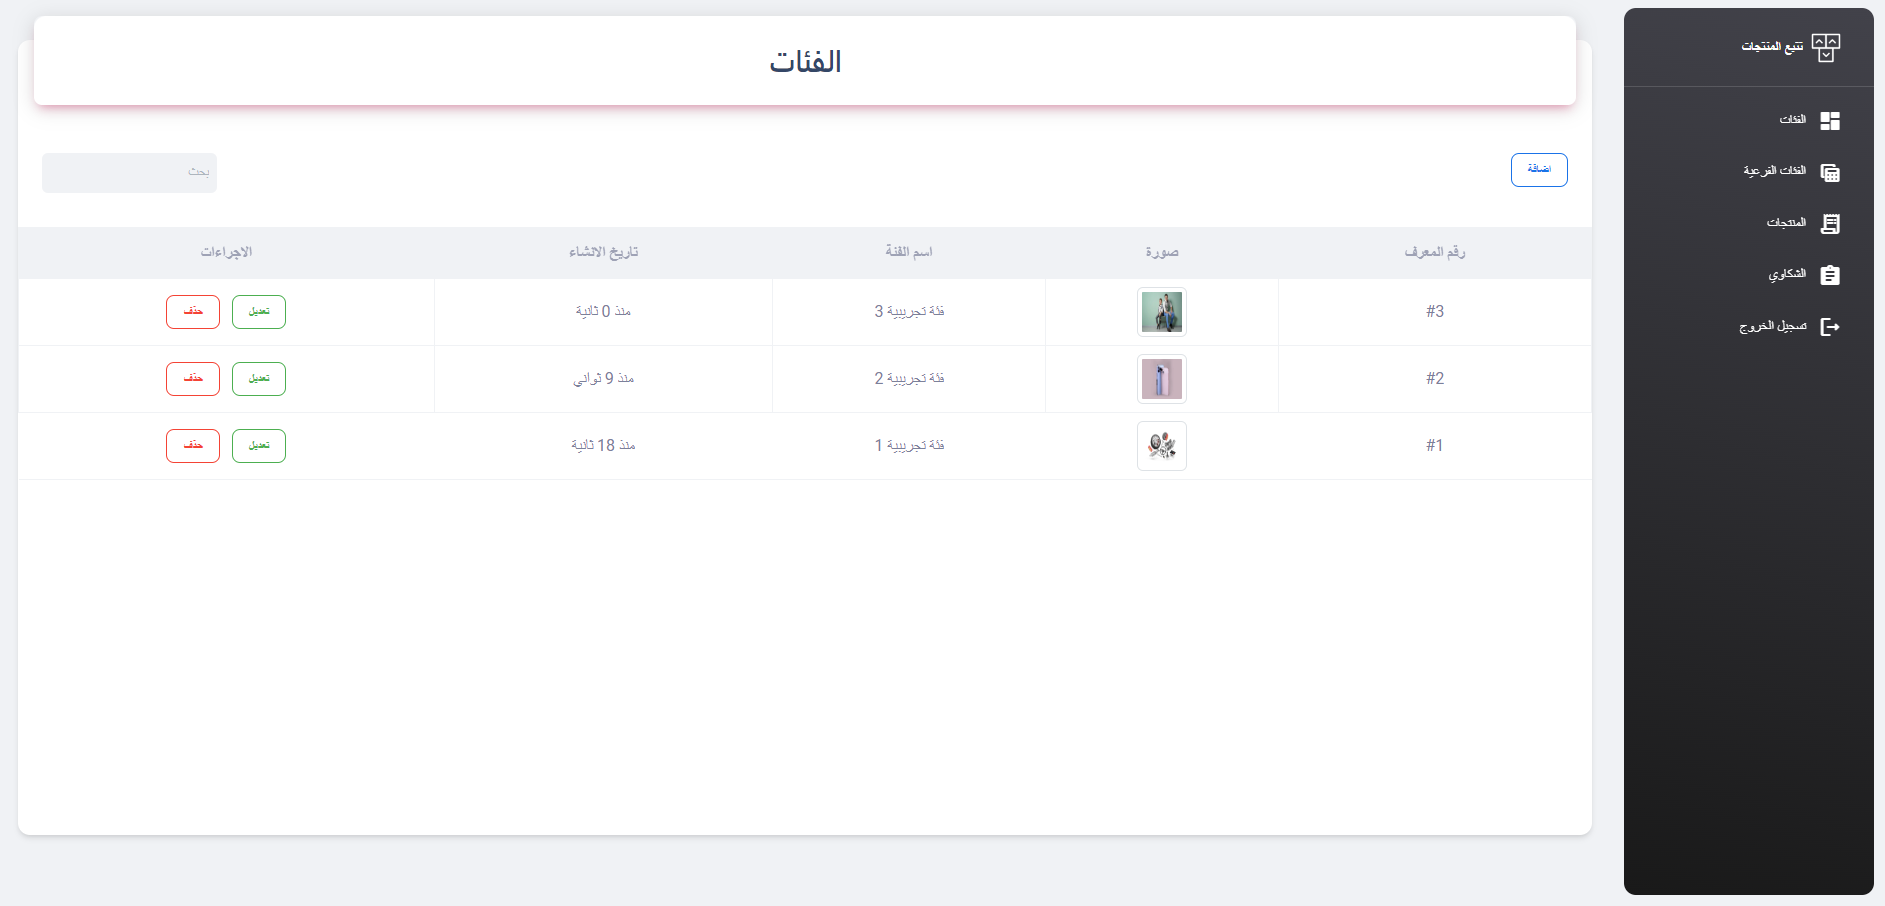 تتبع المنتجات
الفئات
الفئات الفرعية
المنتجات
الشكاوي
تسجيل الخروج
الفئات
اضافة
بحث
رقم المعرف صورة اسم الفئة تاريخ الانشاء الاجراءات
#3 فئة تجريبية 3 منذ 0 ثانية تعديل حذف
#2 فئة تجريبية 2 منذ 9 ثواني تعديل حذف
#1 فئة تجريبية 1 منذ 18 ثانية تعديل حذف